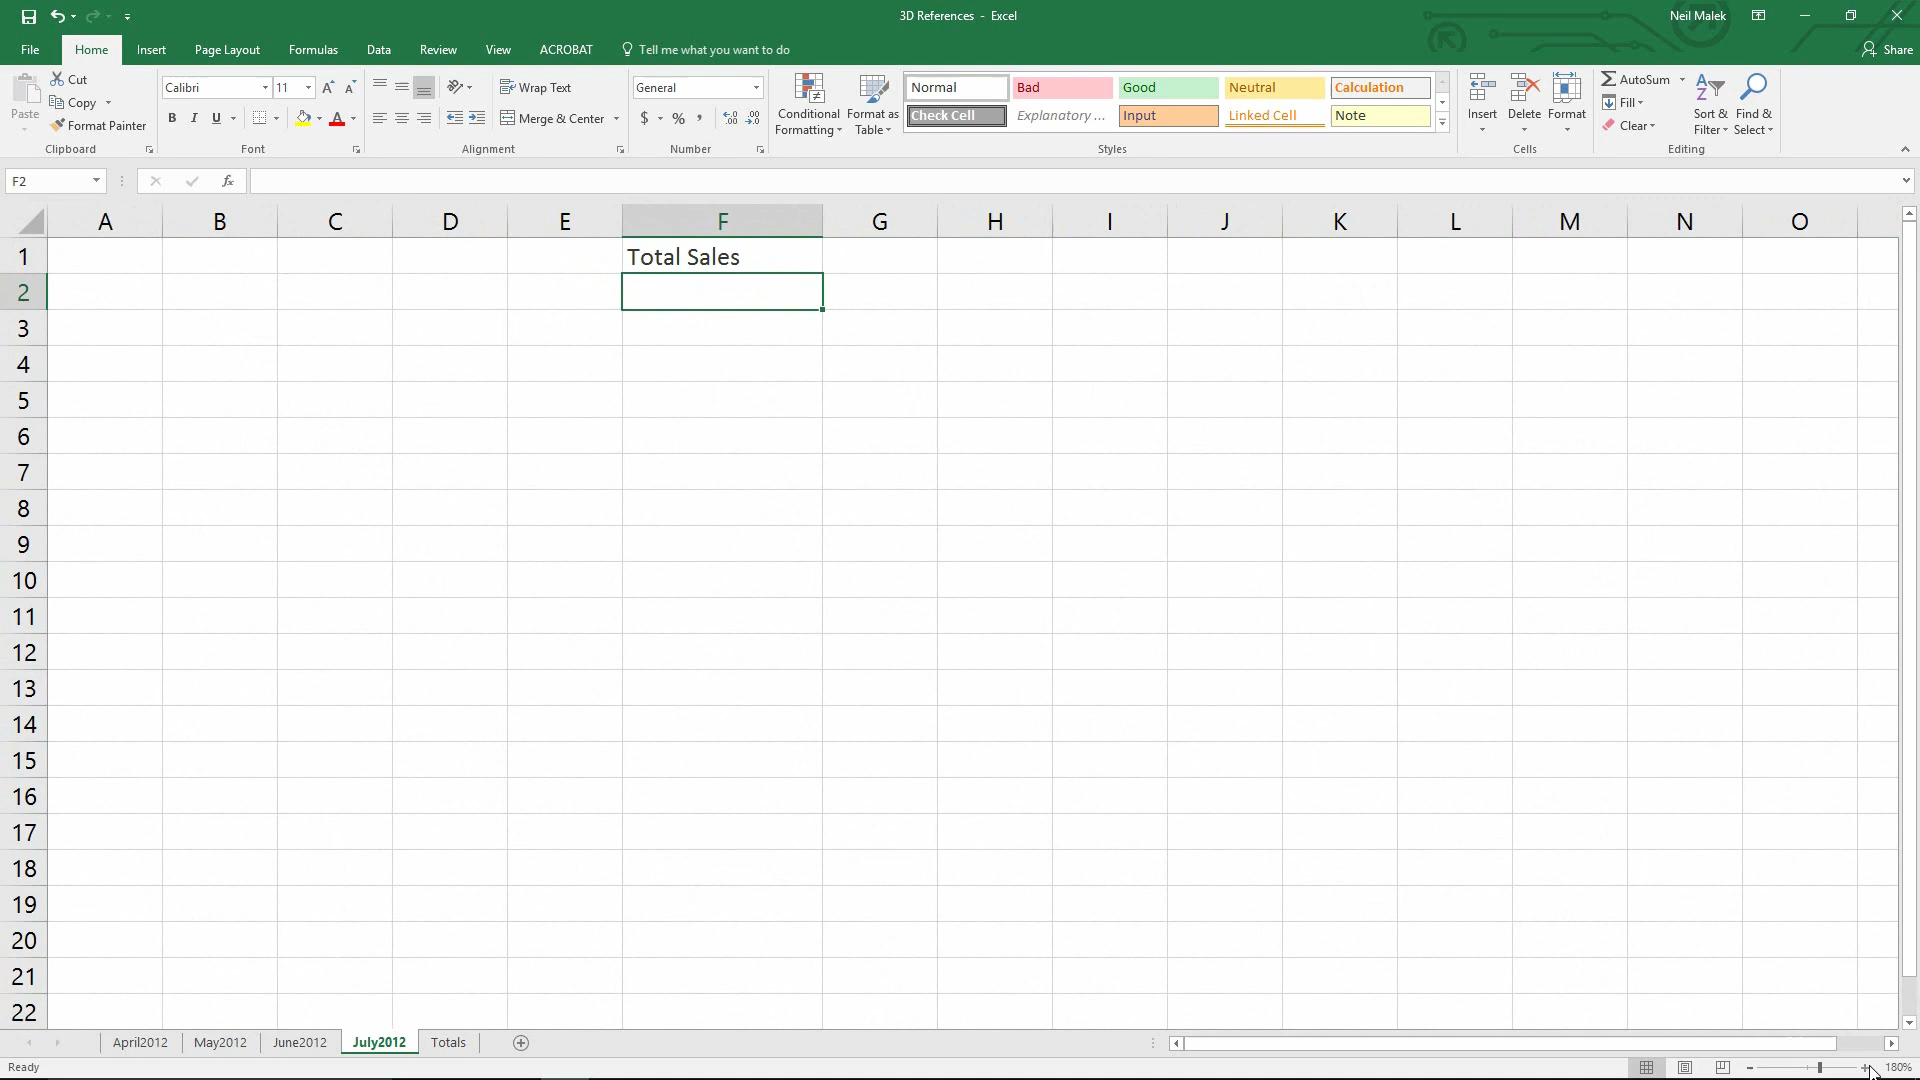 3D References - Excel
Neil Malek
File Home Insert Page Layout Formulas Data Review View ACROBAT Tell me what you want to do
Share
Paste
Cut
Copy
Format Painter
Clipboard
Calibri 11 A A
B I U A
Font
Wrap Text
Merge & Center
Alignment
General
$ % ,
Number
Conditional Formatting
Format as Table
Normal Bad Good Neutral Calculation
Check Cell Explanatory ... Input Linked Cell Note
Styles
Insert Delete Format
Cells
AutoSum
Fill
Clear
Sort & Filter
Find & Select
Editing
F2 fx
A B C D E F G H I J K L M N O
1 Total Sales
2
3
4
5
6
7
8
9
10
11
12
13
14
15
16
17
18
19
20
21
22
April2012 May2012 June2012 July2012 Totals
Ready 180%